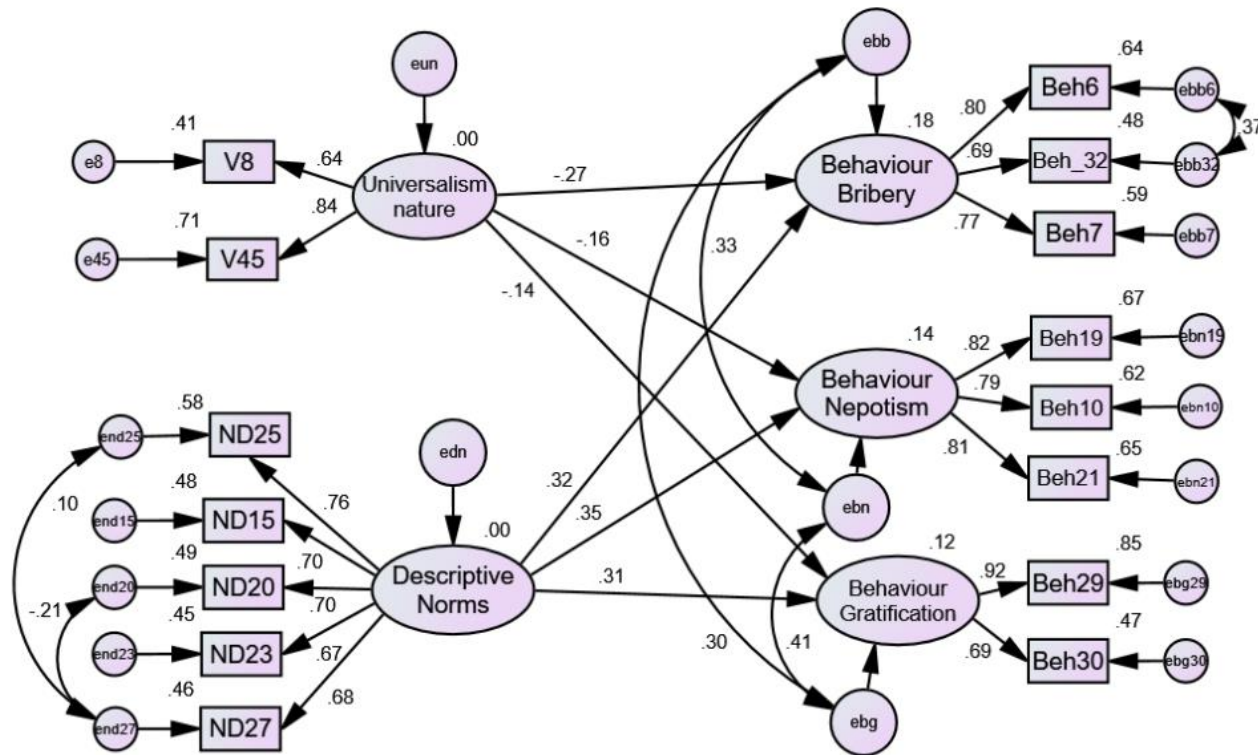 eun
ebb
.64
Beh6
ebb6
.80
.37
.41
.00
.18
.48
e8
V8
.64
Universalism
nature
-.27
Behaviour
Bribery
.69
Beh_32
ebb32
.71
.84
.59
e45
V45
-.16
.33
.77
Beh7
ebb7
-.14
.67
.14
.82
Beh19
ebn19
Behaviour
Nepotism
.79
.62
Beh10
ebn10
.58
end25
ND25
edn
.81
.65
Beh21
ebn21
.10
.48
.76
.32
ebn
end15
ND15
.35
.00
.49
.70
.12
.85
end20
ND20
Descriptive
Norms
.31
Behaviour
Gratification
.92
Beh29
ebg29
-.21
.70
.45
.30
.41
.47
end23
ND23
.67
.69
Beh30
ebg30
.46
.68
end27
ND27
ebg